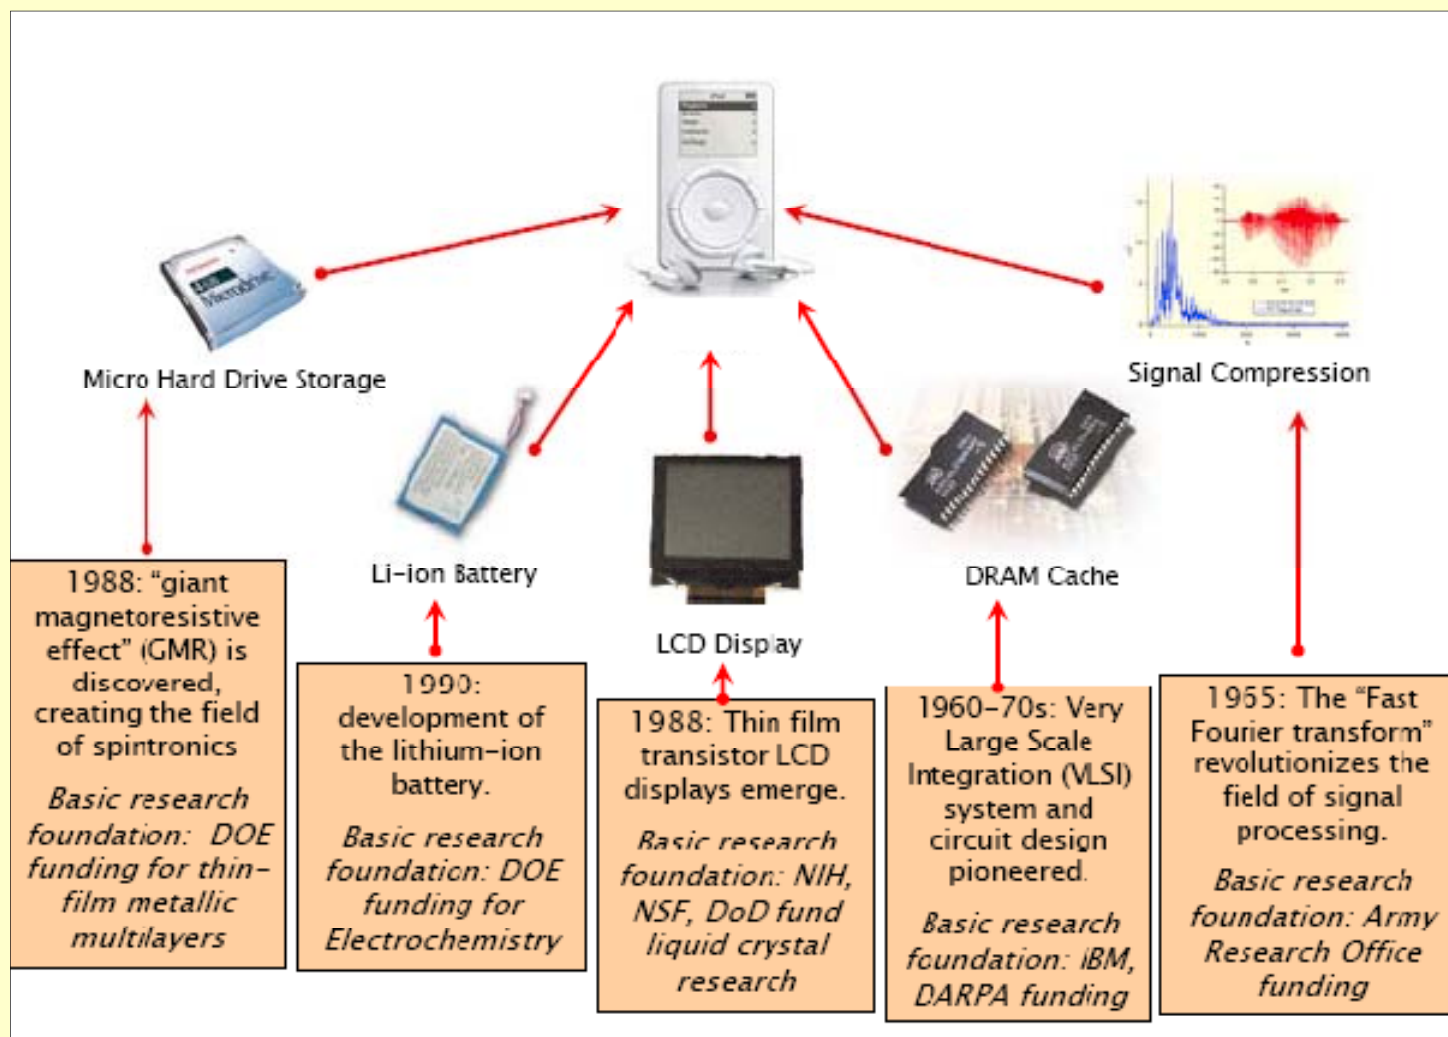 Micro Hard Drive Storage
Signal Compression
Li-ion Battery
DRAM Cache
LCD Display
Microdrive
1988: “giant
magnetoresistive
effect” (GMR) is
discovered,
creating the field
of spintronics
Basic research
foundation: DOE
funding for thin-
film metallic
multilayers
1990:
development of
the lithium-ion
battery.
Basic research
foundation: DOE
funding for
Electrochemistry
1988: Thin film
transistor LCD
displays emerge.
Basic research
foundation: NIH,
NSF, DoD fund
liquid crystal
research
1960-70s: Very
Large Scale
Integration (VLSI)
system and
circuit design
pioneered.
Basic research
foundation: IBM,
DARPA funding
1965: The “Fast
Fourier transform”
revolutionizes the
field of signal
processing.
Basic research
foundation: Army
Research Office
funding